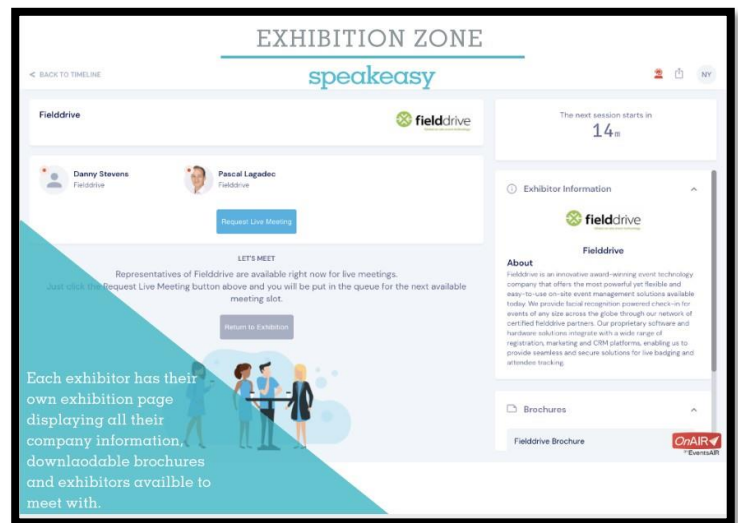 EXHIBITION ZONE
< BACK TO TIMELINE
speakeasy
NY
Fielddrive
fielddrive
The next session starts in
14m
Danny Stevens
Fielddrive
Pascal Lagadec
Fielddrive
Request Live Meeting
LET'S MEET
Representatives of Fielddrive are available right now for live meetings.
Just click the Request Live Meeting button above and you will be put in the queue for the next available
meeting slot.
Return to Exhibition
Exhibitor Information
fielddrive
Fielddrive
About
Fielddrive is an innovative award-winning event technology
company that offers the most powerful yet flexible and
easy-to-use on-site event management solutions available
today. We provide facial recognition powered check-in for
events of any size across the globe through our network of
certified fielddrive partners. Our proprietary software and
hardware solutions integrate with a wide range of
registration, marketing and CRM platforms, enabling us to
provide seamless and secure solutions for live badging and
attendee tracking.
Brochures
Fielddrive Brochure
OnAIR
EventsAIR
Each exhibitor has their
own exhibition page
displaying all their
company information,
downlaodable brochures
and exhibitors availble to
meet with.